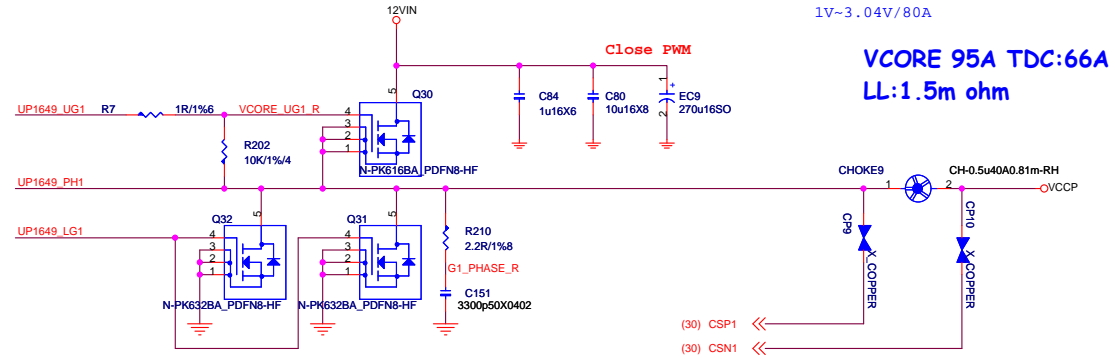 12VIN
1V~3.04V/80A
Close PWM
VCORE 95A TDC:66A
LL:1.5m ohm
5
Q30
1
+
C84
1u16X6
C80
10u16X8
EC9
270u16SO
2
UP1649_UG1
R7
1R/1%6
VCORE_UG1_R
4
3
2
1
R202
10K/1%/4
N-PK616BA_PDFN8-HF
UP1649_PH1
CHOKE9
CH-0.5u40A0.81m-RH
1
2
VCCP
5
Q32
5
Q31
UP1649_LG1
4
3
2
1
4
3
2
1
R210
2.2R/1%8
CP9
CP10
G1_PHASE_R
X_COPPER
X_COPPER
C151
3300p50X0402
N-PK632BA_PDFN8-HF
N-PK632BA_PDFN8-HF
(30) CSP1
(30) CSN1